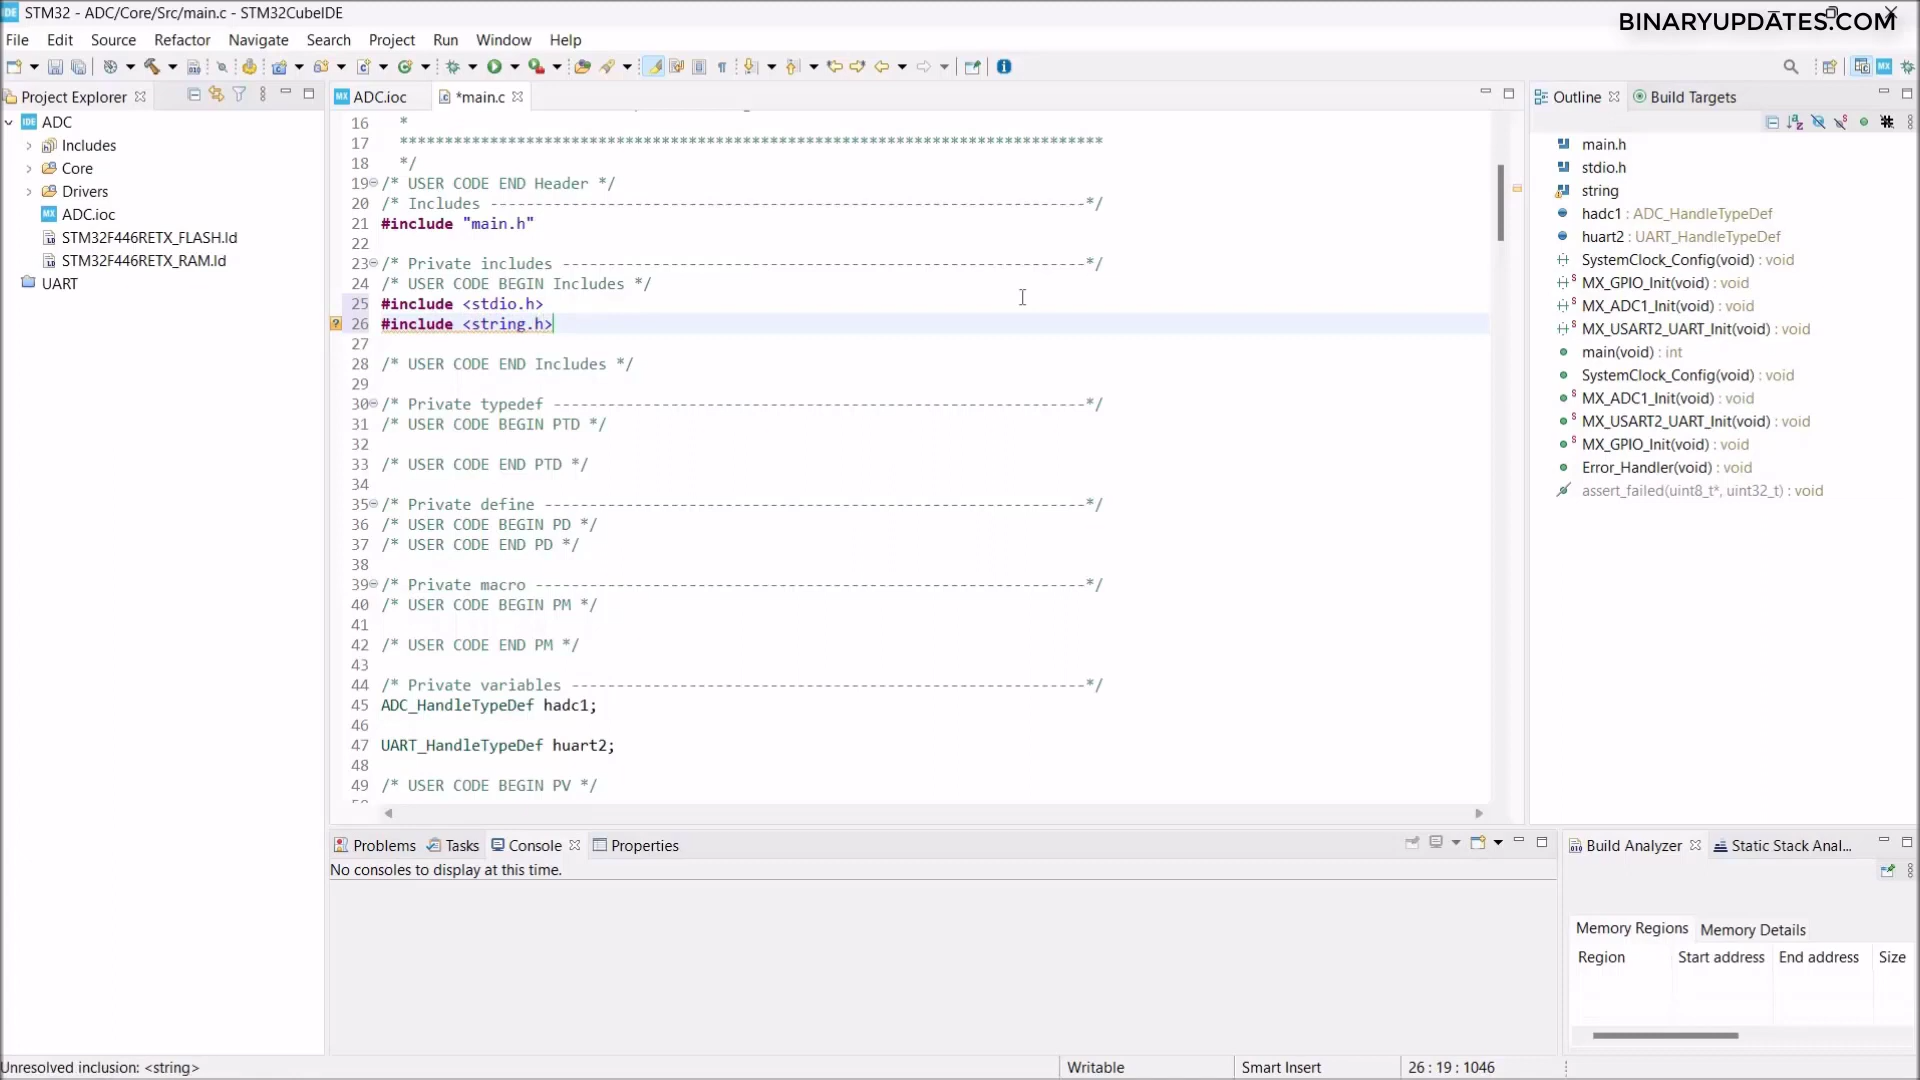 STM32 - ADC/Core/Src/main.c - STM32CubeIDE
BINARYUPDATES.COM
File Edit Source Refactor Navigate Search Project Run Window Help
Project Explorer
ADC
Includes
Core
Drivers
ADC.ioc
STM32F446RETX_FLASH.ld
STM32F446RETX_RAM.ld
UART
ADC.ioc *main.c
16 *
17 ******************************************************************************
18 */
19 /* USER CODE END Header */
20 /* Includes ------------------------------------------------------------------*/
21 #include "main.h"
22
23 /* Private includes ----------------------------------------------------------*/
24 /* USER CODE BEGIN Includes */
25 #include <stdio.h>
26 #include <string.h>
27
28 /* USER CODE END Includes */
29
30 /* Private typedef -----------------------------------------------------------*/
31 /* USER CODE BEGIN PTD */
32
33 /* USER CODE END PTD */
34
35 /* Private define ------------------------------------------------------------*/
36 /* USER CODE BEGIN PD */
37 /* USER CODE END PD */
38
39 /* Private macro -------------------------------------------------------------*/
40 /* USER CODE BEGIN PM */
41
42 /* USER CODE END PM */
43
44 /* Private variables ---------------------------------------------------------*/
45 ADC_HandleTypeDef hadc1;
46
47 UART_HandleTypeDef huart2;
48
49 /* USER CODE BEGIN PV */
Outline Build Targets
main.h
stdio.h
string
hadc1 : ADC_HandleTypeDef
huart2 : UART_HandleTypeDef
SystemClock_Config(void) : void
MX_GPIO_Init(void) : void
MX_ADC1_Init(void) : void
MX_USART2_UART_Init(void) : void
main(void) : int
SystemClock_Config(void) : void
MX_ADC1_Init(void) : void
MX_USART2_UART_Init(void) : void
MX_GPIO_Init(void) : void
Error_Handler(void) : void
assert_failed(uint8_t*, uint32_t) : void
Problems Tasks Console Properties
No consoles to display at this time.
Build Analyzer Static Stack Anal...
Memory Regions Memory Details
Region Start address End address Size
Unresolved inclusion: <string> Writable Smart Insert 26 : 19 : 1046